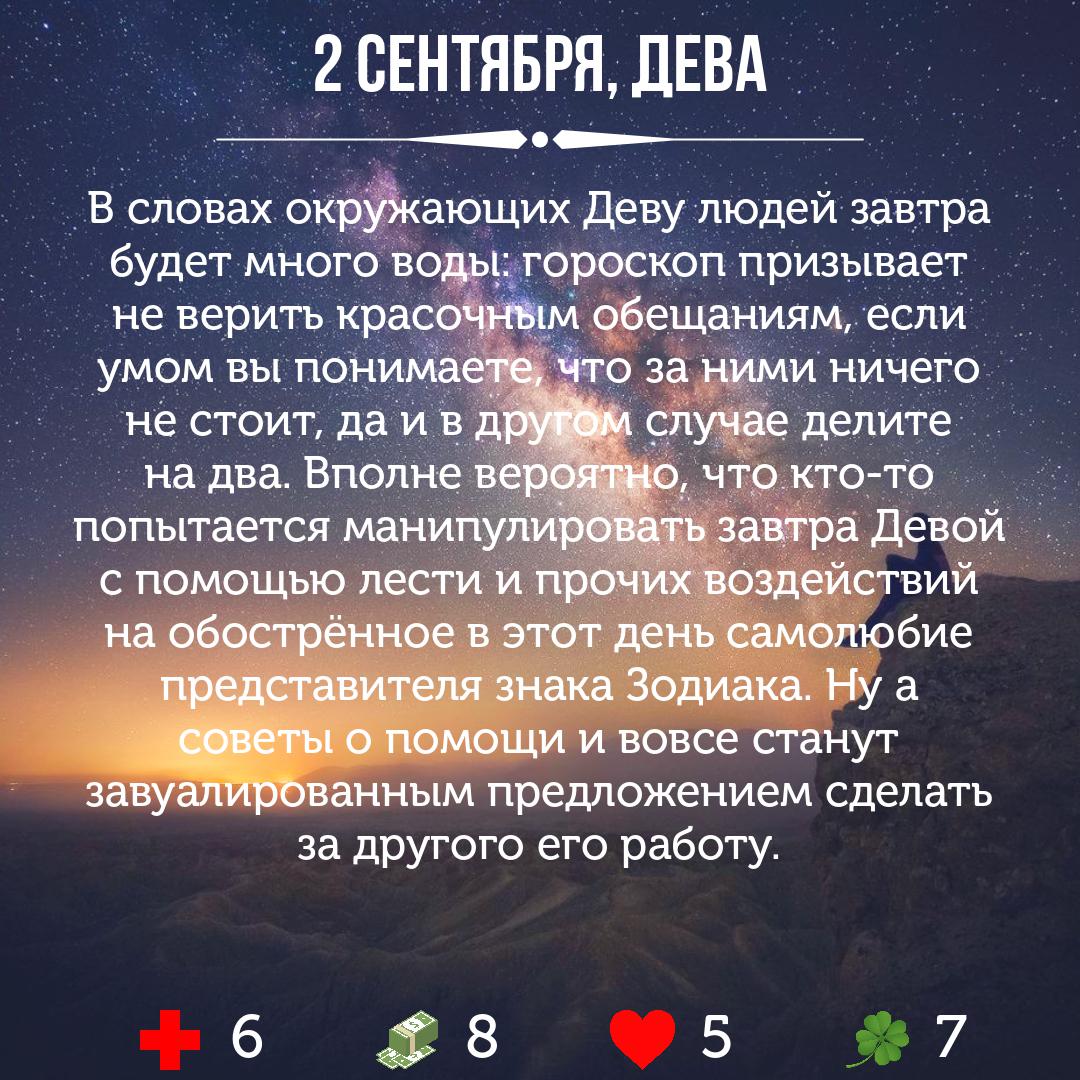 2 СЕНТЯБРЯ, ДЕВА
В словах окружающих Деву людей завтра
будет много воды: гороскоп призывает
не верить красочным обещаниям, если
умом вы понимаете, что за ними ничего
не стоит, да и в другом случае делите
на два. Вполне вероятно, что кто-то
попытается манипулировать завтра Девой
с помощью лести и прочих воздействий
на обострённое в этот день самолюбие
представителя знака Зодиака. Ну а
советы о помощи и вовсе станут
завуалированным предложением сделать
за другого его работу.
6 8 5 7